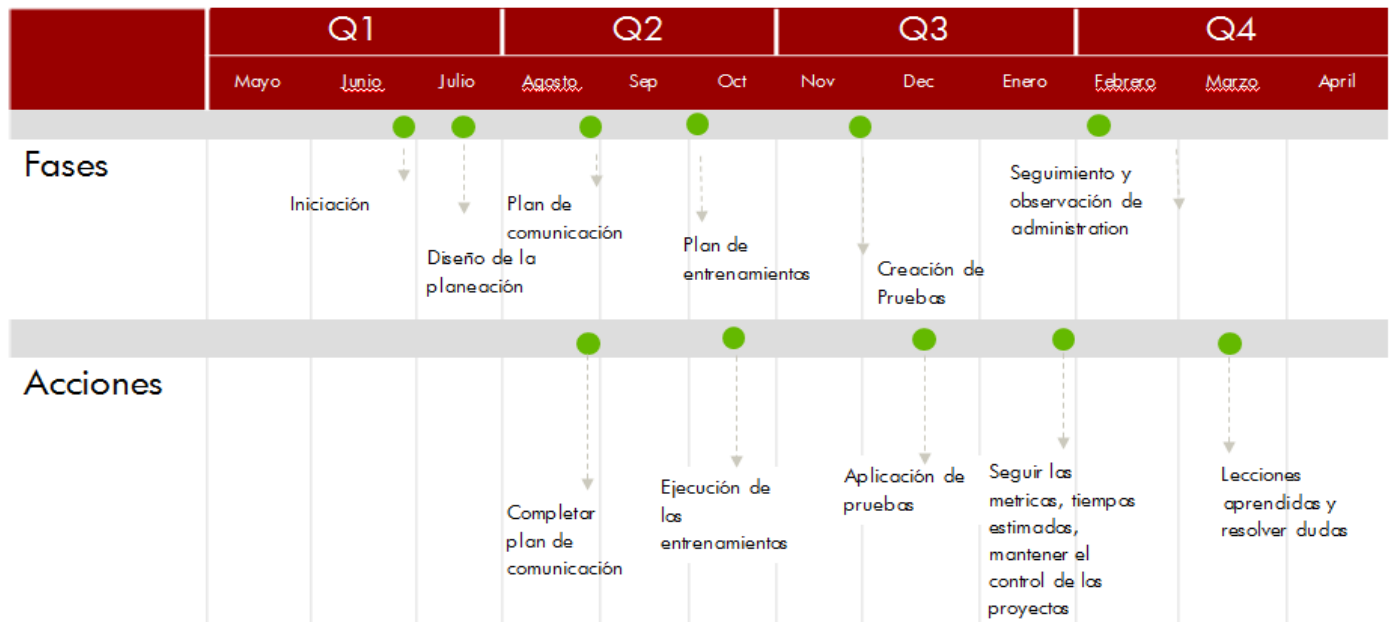 Q1 Q2 Q3 Q4
Mayo Junio Julio Agosto Sep Oct Nov Dec Enero Febrero Marzo April
Fases
Iniciación
Diseño de la
planeación
Plan de
comunicación
Plan de
entrenamientos
Creación de
Pruebas
Seguimiento y
observación de
administration
Acciones
Completar
plan de
comunicación
Ejecución de
los
entrenamientos
Aplicación de
pruebas
Seguir las
metricas, tiempos
estimados,
mantener el
control de los
proyectos
Lecciones
aprendidas y
resolver dudas